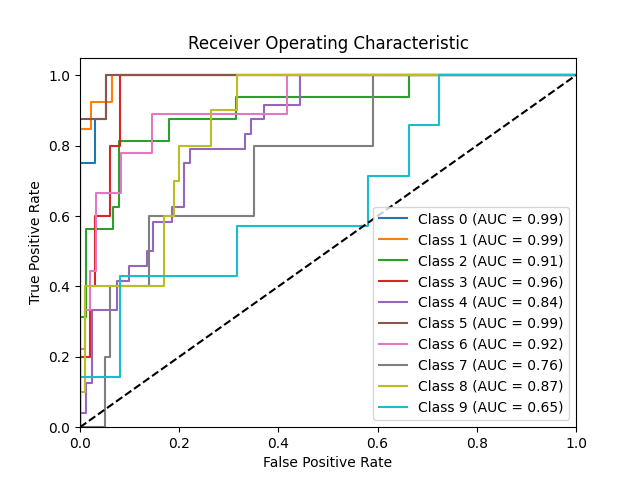 Receiver Operating Characteristic
True Positive Rate
1.0
0.8
0.6
0.4
0.2
0.0
Class 0 (AUC = 0.99)
Class 1 (AUC = 0.99)
Class 2 (AUC = 0.91)
Class 3 (AUC = 0.96)
Class 4 (AUC = 0.84)
Class 5 (AUC = 0.99)
Class 6 (AUC = 0.92)
Class 7 (AUC = 0.76)
Class 8 (AUC = 0.87)
Class 9 (AUC = 0.65)
0.0 0.2 0.4 0.6 0.8 1.0
False Positive Rate